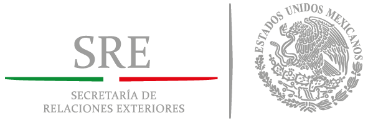 SRE
SECRETARÍA DE
RELACIONES EXTERIORES
ESTADOS UNIDOS MEXICANOS